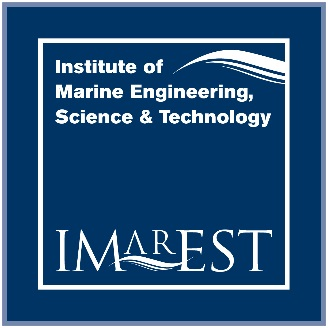 Institute of
Marine Engineering,
Science & Technology
IMAREST